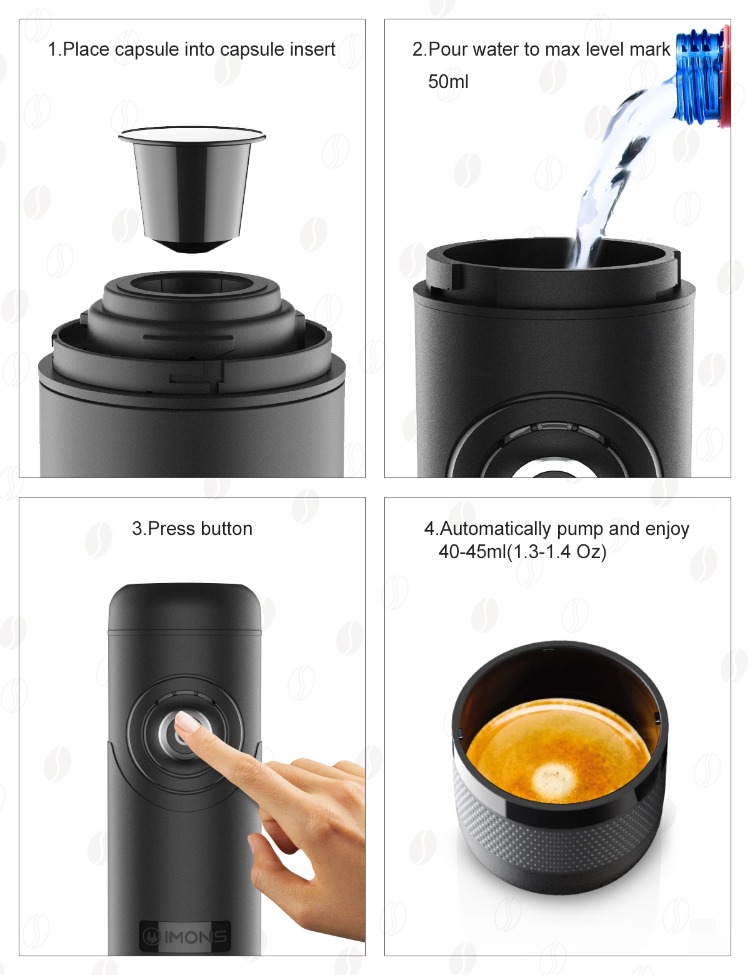 1.Place capsule into capsule insert
2.Pour water to max level mark
50ml
3.Press button
IMONS
4.Automatically pump and enjoy
40-45ml(1.3-1.4 Oz)